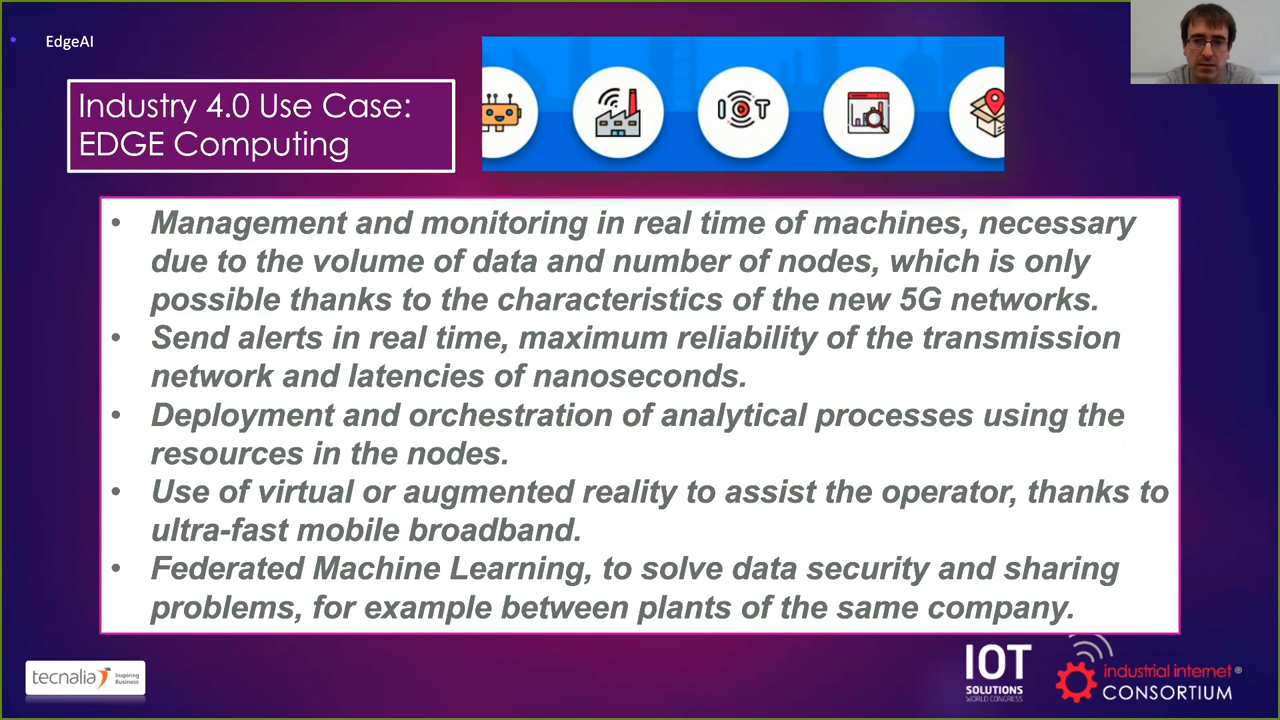 EdgeAI
Industry 4.0 Use Case:
EDGE Computing
IOT
• Management and monitoring in real time of machines, necessary
due to the volume of data and number of nodes, which is only
possible thanks to the characteristics of the new 5G networks.
• Send alerts in real time, maximum reliability of the transmission
network and latencies of nanoseconds.
• Deployment and orchestration of analytical processes using the
resources in the nodes.
• Use of virtual or augmented reality to assist the operator, thanks to
ultra-fast mobile broadband.
• Federated Machine Learning, to solve data security and sharing
problems, for example between plants of the same company.
tecnalia Inspiring
Business
IOT
SOLUTIONS
WORLD CONGRESS
industrial internet®
CONSORTIUM